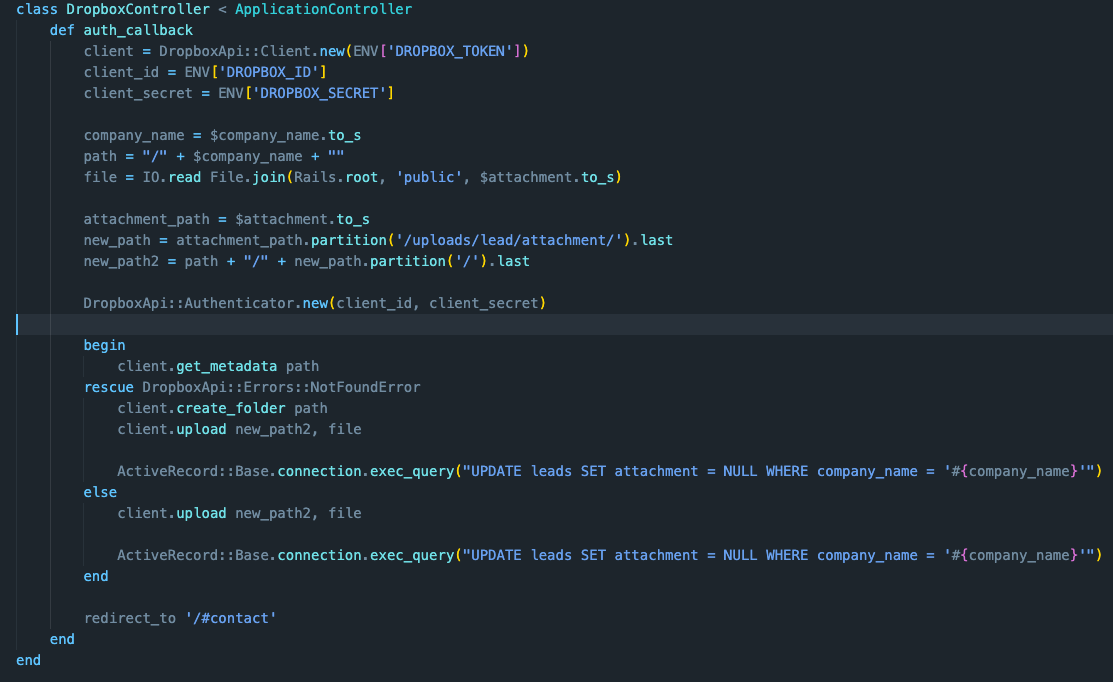 class DropboxController < ApplicationController
    def auth_callback
        client = DropboxApi::Client.new(ENV['DROPBOX_TOKEN'])
        client_id = ENV['DROPBOX_ID']
        client_secret = ENV['DROPBOX_SECRET']

        company_name = $company_name.to_s
        path = "/" + $company_name + ""
        file = IO.read File.join(Rails.root, 'public', $attachment.to_s)

        attachment_path = $attachment.to_s
        new_path = attachment_path.partition('/uploads/lead/attachment/').last
        new_path2 = path + "/" + new_path.partition('/').last

        DropboxApi::Authenticator.new(client_id, client_secret)

        begin
            client.get_metadata path
        rescue DropboxApi::Errors::NotFoundError
            client.create_folder path
            client.upload new_path2, file

            ActiveRecord::Base.connection.exec_query("UPDATE leads SET attachment = NULL WHERE company_name = '#{company_name}'")
        else
            client.upload new_path2, file

            ActiveRecord::Base.connection.exec_query("UPDATE leads SET attachment = NULL WHERE company_name = '#{company_name}'")
        end

        redirect_to '/#contact'
    end
end